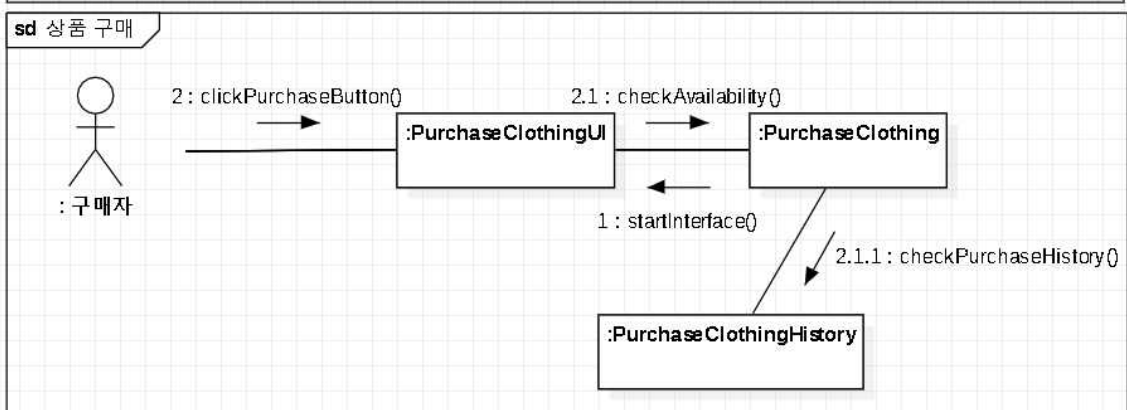 sd 상품 구매
2 : clickPurchaseButton()
2.1 : checkAvailability()
:PurchaseClothingUI
:PurchaseClothing
: 구매자
1 : startInterface()
2.1.1 : checkPurchaseHistory()
:PurchaseClothingHistory